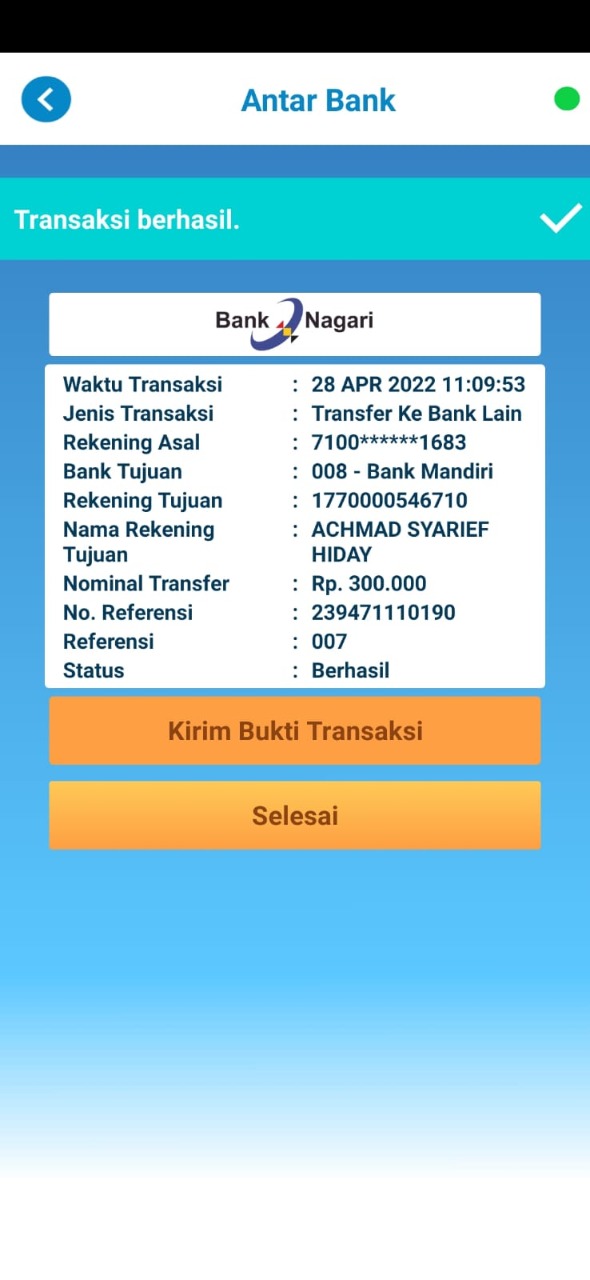 Antar Bank
Transaksi berhasil.
Bank Nagari
Waktu Transaksi : 28 APR 2022 11:09:53
Jenis Transaksi : Transfer Ke Bank Lain
Rekening Asal : 7100******1683
Bank Tujuan : 008 - Bank Mandiri
Rekening Tujuan : 1770000546710
Nama Rekening : ACHMAD SYARIEF
Tujuan HIDAY
Nominal Transfer : Rp. 300.000
No. Referensi : 239471110190
Referensi : 007
Status : Berhasil
Kirim Bukti Transaksi
Selesai